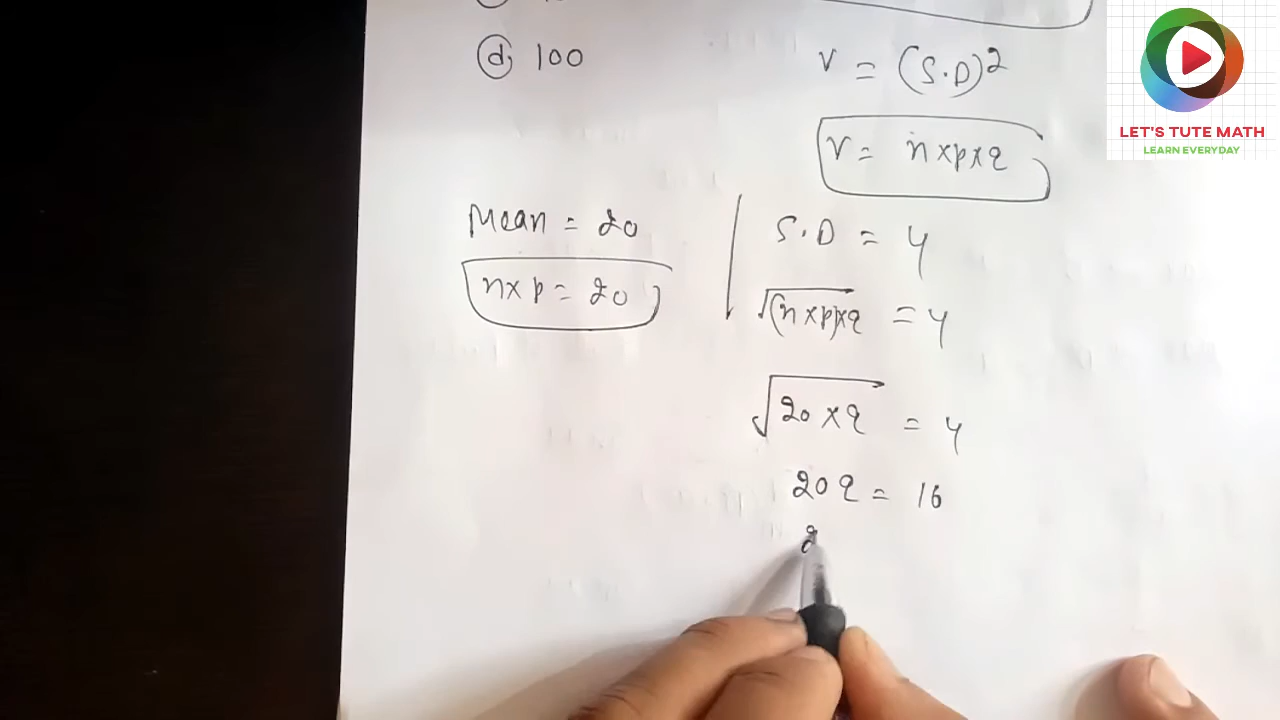 (d) 100
V = (S.D)²
V = n×p×q
Mean = 20
n×p = 20
S.D = 4
√(n×p)×q = 4
√20×q = 4
20q = 16
LET'S TUTE MATH
LEARN EVERYDAY